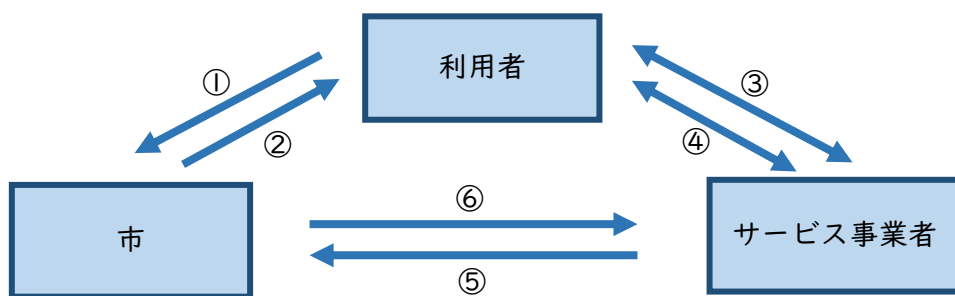 利用者
①
②
③
④
市
⑥
⑤
サービス事業者